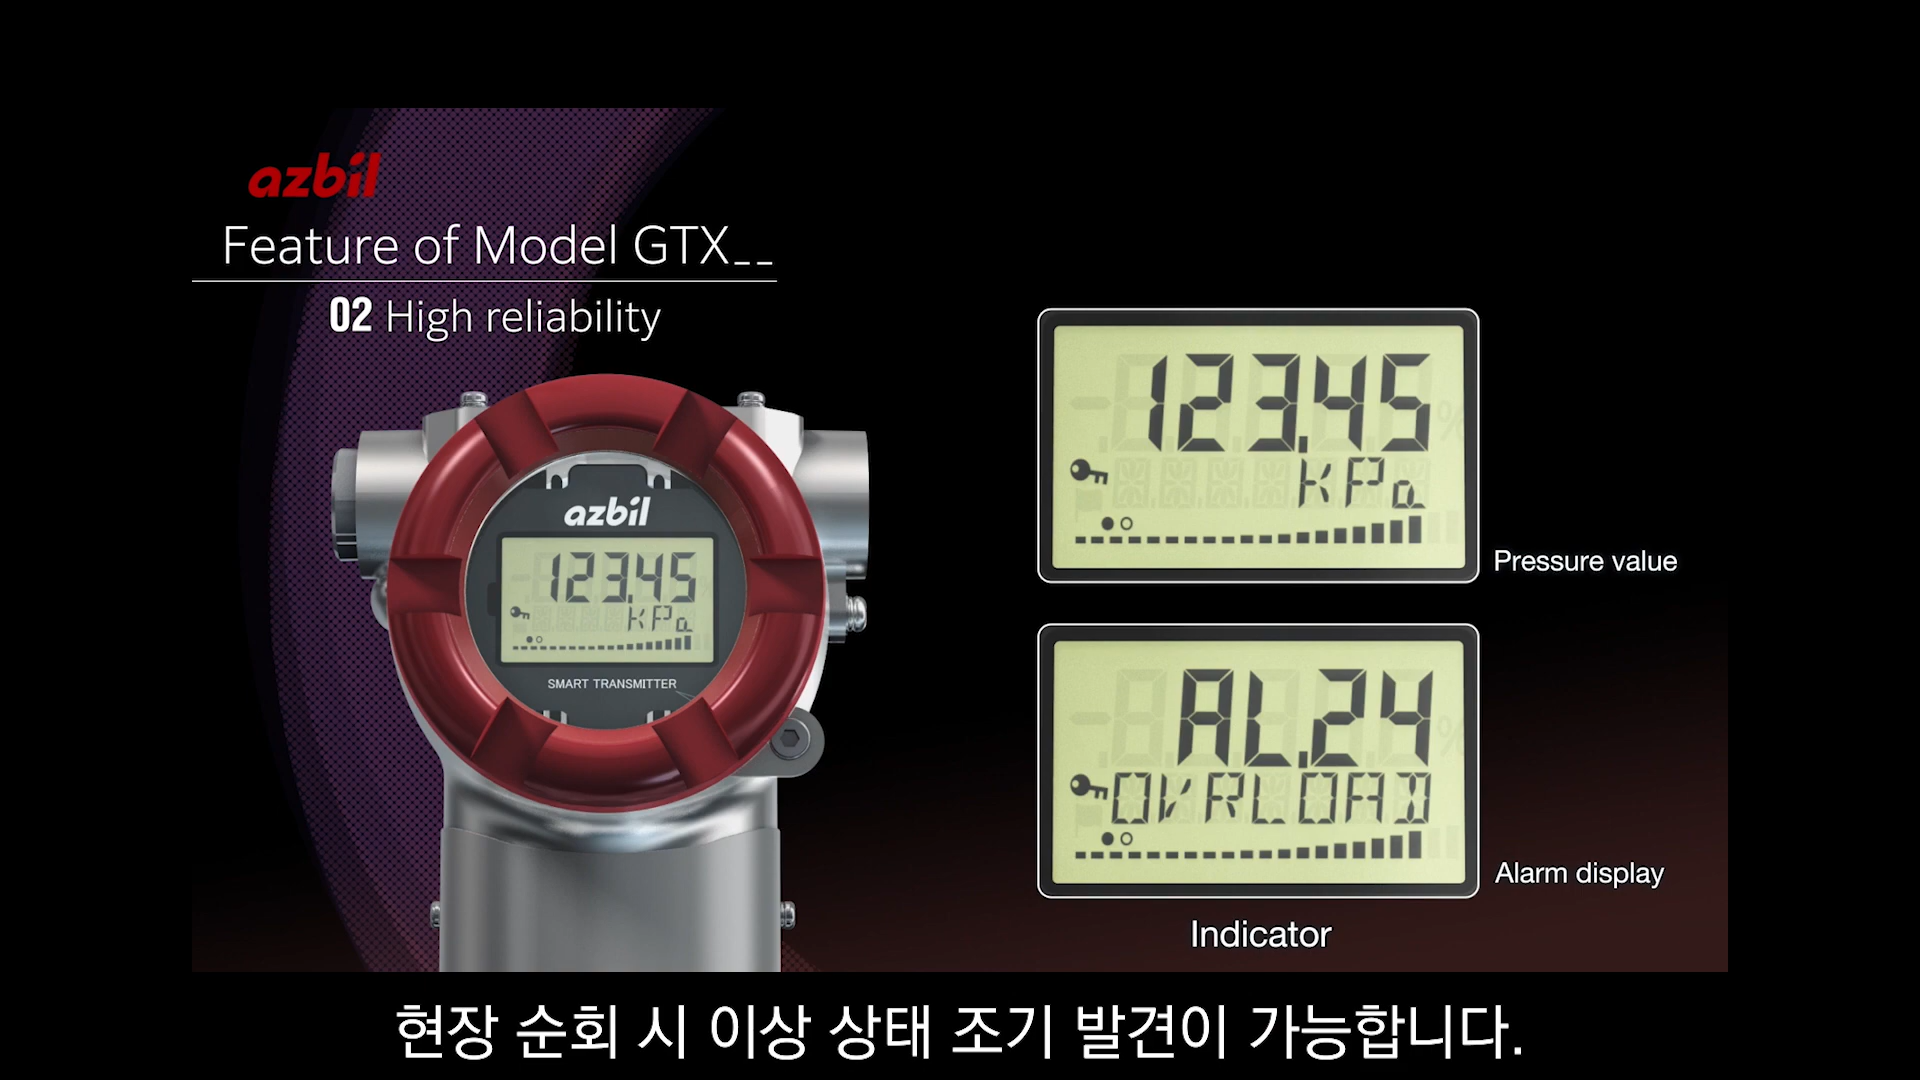 azbil
Feature of Model GTX__
02 High reliability
azbil
123.45
kPa
SMART TRANSMITTER
123.45
kPa
Pressure value
AL.24
OVRLOAD
Alarm display
Indicator
현장 순회 시 이상 상태 조기 발견이 가능합니다.